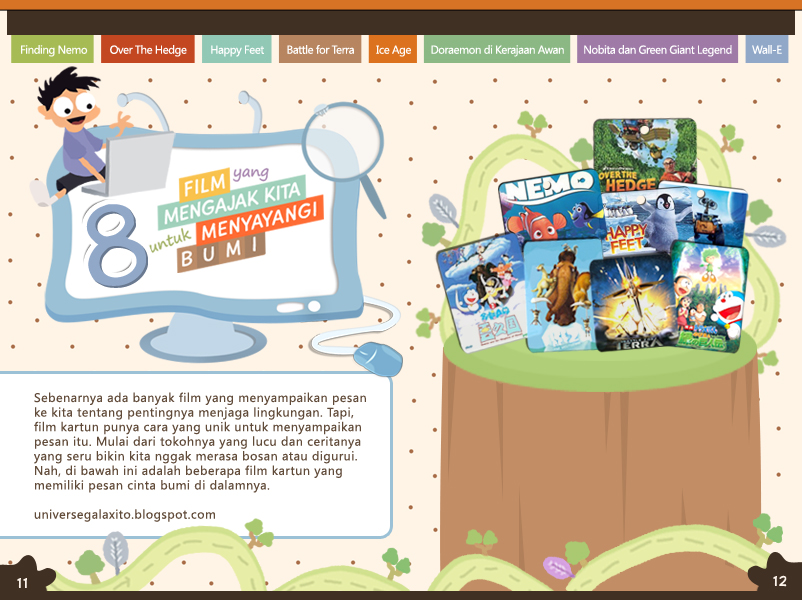 Finding Nemo
Over The Hedge
Happy Feet
Battle for Terra
Ice Age
Doraemon di Kerajaan Awan
Nobita dan Green Giant Legend
Wall-E
8 FILM yang
MENGAJAK KITA
untuk MENYAYANGI
BUMI
OVER THE
HEDGE
NEMO
HAPPY
FEET
TERRA
Sebenarnya ada banyak film yang menyampaikan pesan
ke kita tentang pentingnya menjaga lingkungan. Tapi,
film kartun punya cara yang unik untuk menyampaikan
pesan itu. Mulai dari tokohnya yang lucu dan ceritanya
yang seru bikin kita nggak merasa bosan atau digurui.
Nah, di bawah ini adalah beberapa film kartun yang
memiliki pesan cinta bumi di dalamnya.
universegalaxito.blogspot.com
11
12